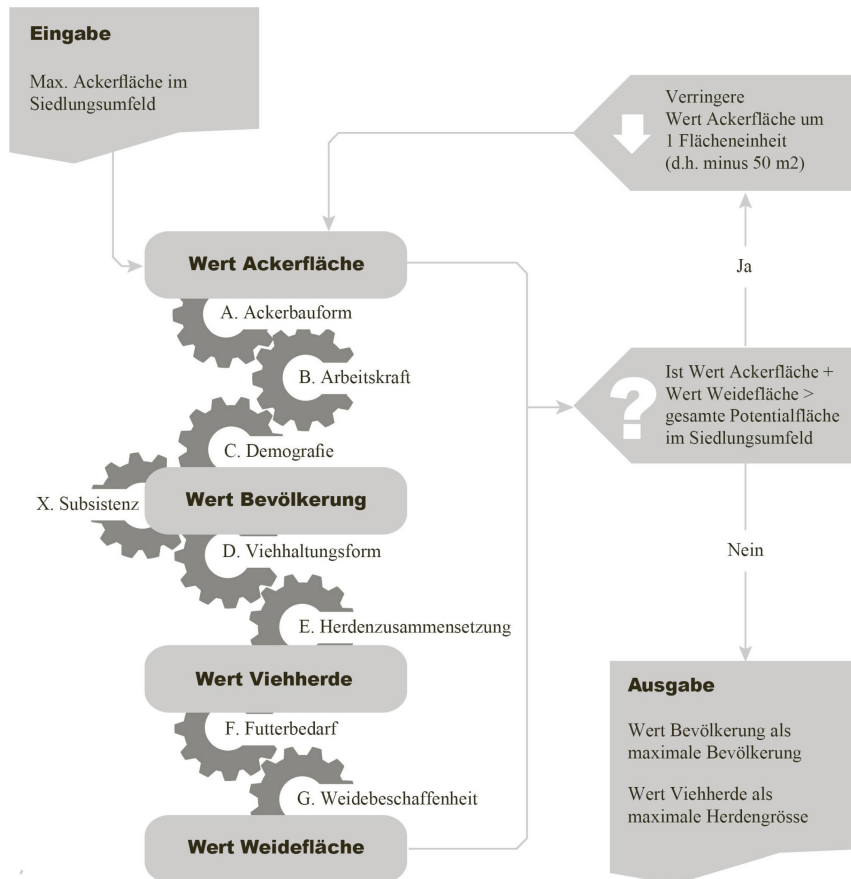 Eingabe
Max. Ackerfläche im
Siedlungsumfeld
Verringere
Wert Ackerfläche um
1 Flächeneinheit
(d.h. minus 50 m2)
Wert Ackerfläche
A. Ackerbauform
Ja
B. Arbeitskraft
Ist Wert Ackerfläche +
Wert Weidefläche >
gesamte Potentialfläche
im Siedlungsumfeld
?
C. Demografie
Wert Bevölkerung
X. Subsistenz
D. Viehhaltungsform
Nein
E. Herdenzusammensetzung
Wert Viehherde
Ausgabe
Wert Bevölkerung als
maximale Bevölkerung
Wert Viehherde als
maximale Herdengrösse
F. Futterbedarf
G. Weidebeschaffenheit
Wert Weidefläche